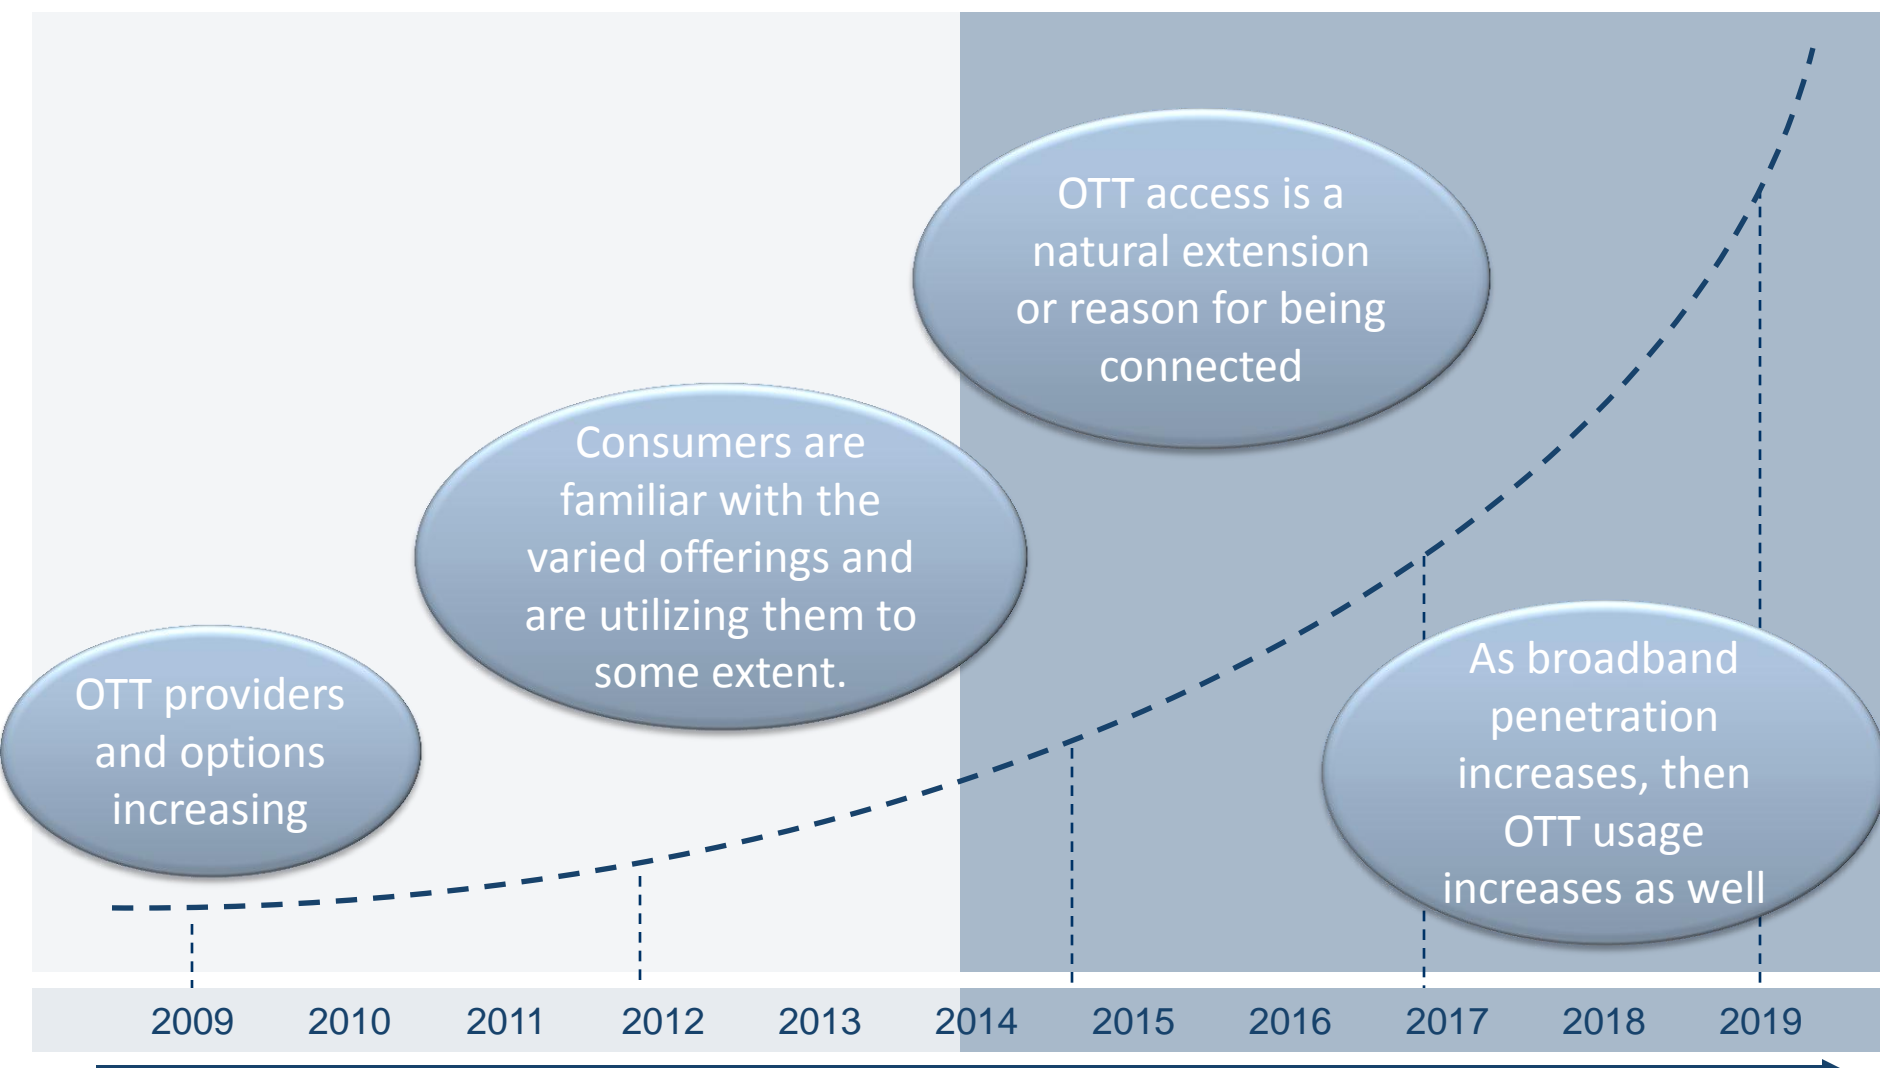 OTT access is a
natural extension
or reason for being
connected
Consumers are
familiar with the
varied offerings and
are utilizing them to
some extent.
OTT providers
and options
increasing
As broadband
penetration
increases, then
OTT usage
increases as well
2009 2010 2011 2012 2013 2014 2015 2016 2017 2018 2019